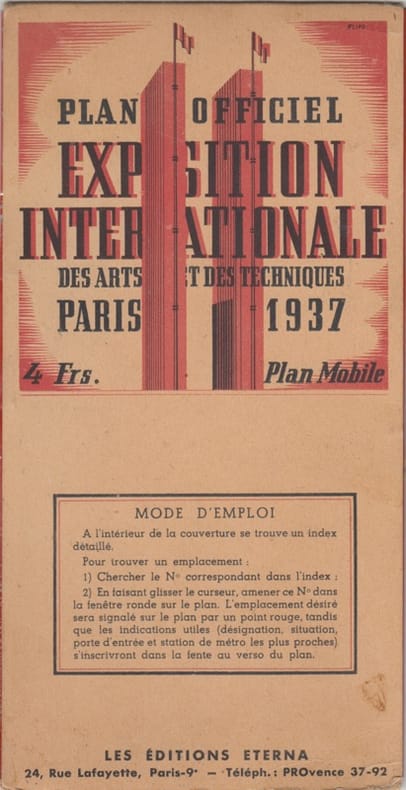 PLAN OFFICIEL
EXPOSITION
INTERNATIONALE
DES ARTS ET DES TECHNIQUES
PARIS 1937
4 Frs. Plan Mobile
MODE D'EMPLOI
A l'intérieur de la couverture se trouve un index
détaillé.
Pour trouver un emplacement :
1) Chercher le N° correspondant dans l'index :
2) En faisant glisser le curseur, amener ce N° dans
la fenêtre ronde sur le plan. L'emplacement désiré
sera signalé sur le plan par un point rouge, tandis
que les indications utiles (désignation, situation,
porte d'entrée et station de métro les plus proches)
s'inscrivront dans la fente au verso du plan.
LES ÉDITIONS ETERNA
24, Rue Lafayette, Paris-9e — Téléph. : PROvence 37-92